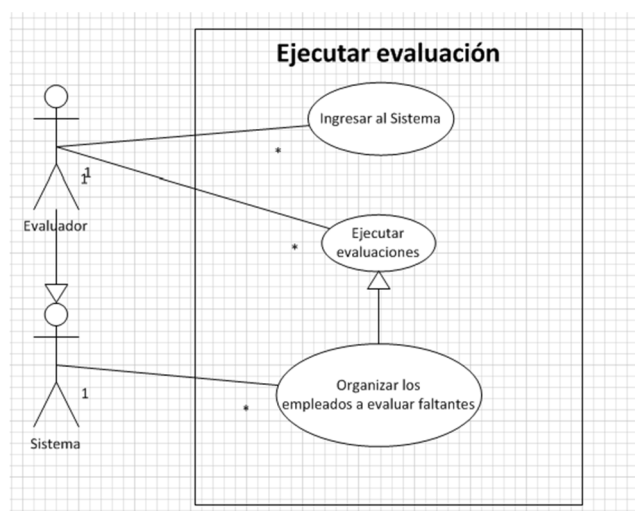 Ejecutar evaluación
Ingresar al Sistema
*
1
1
Evaluador
Ejecutar
evaluaciones
*
Organizar los
empleados a evaluar faltantes
1
*
Sistema